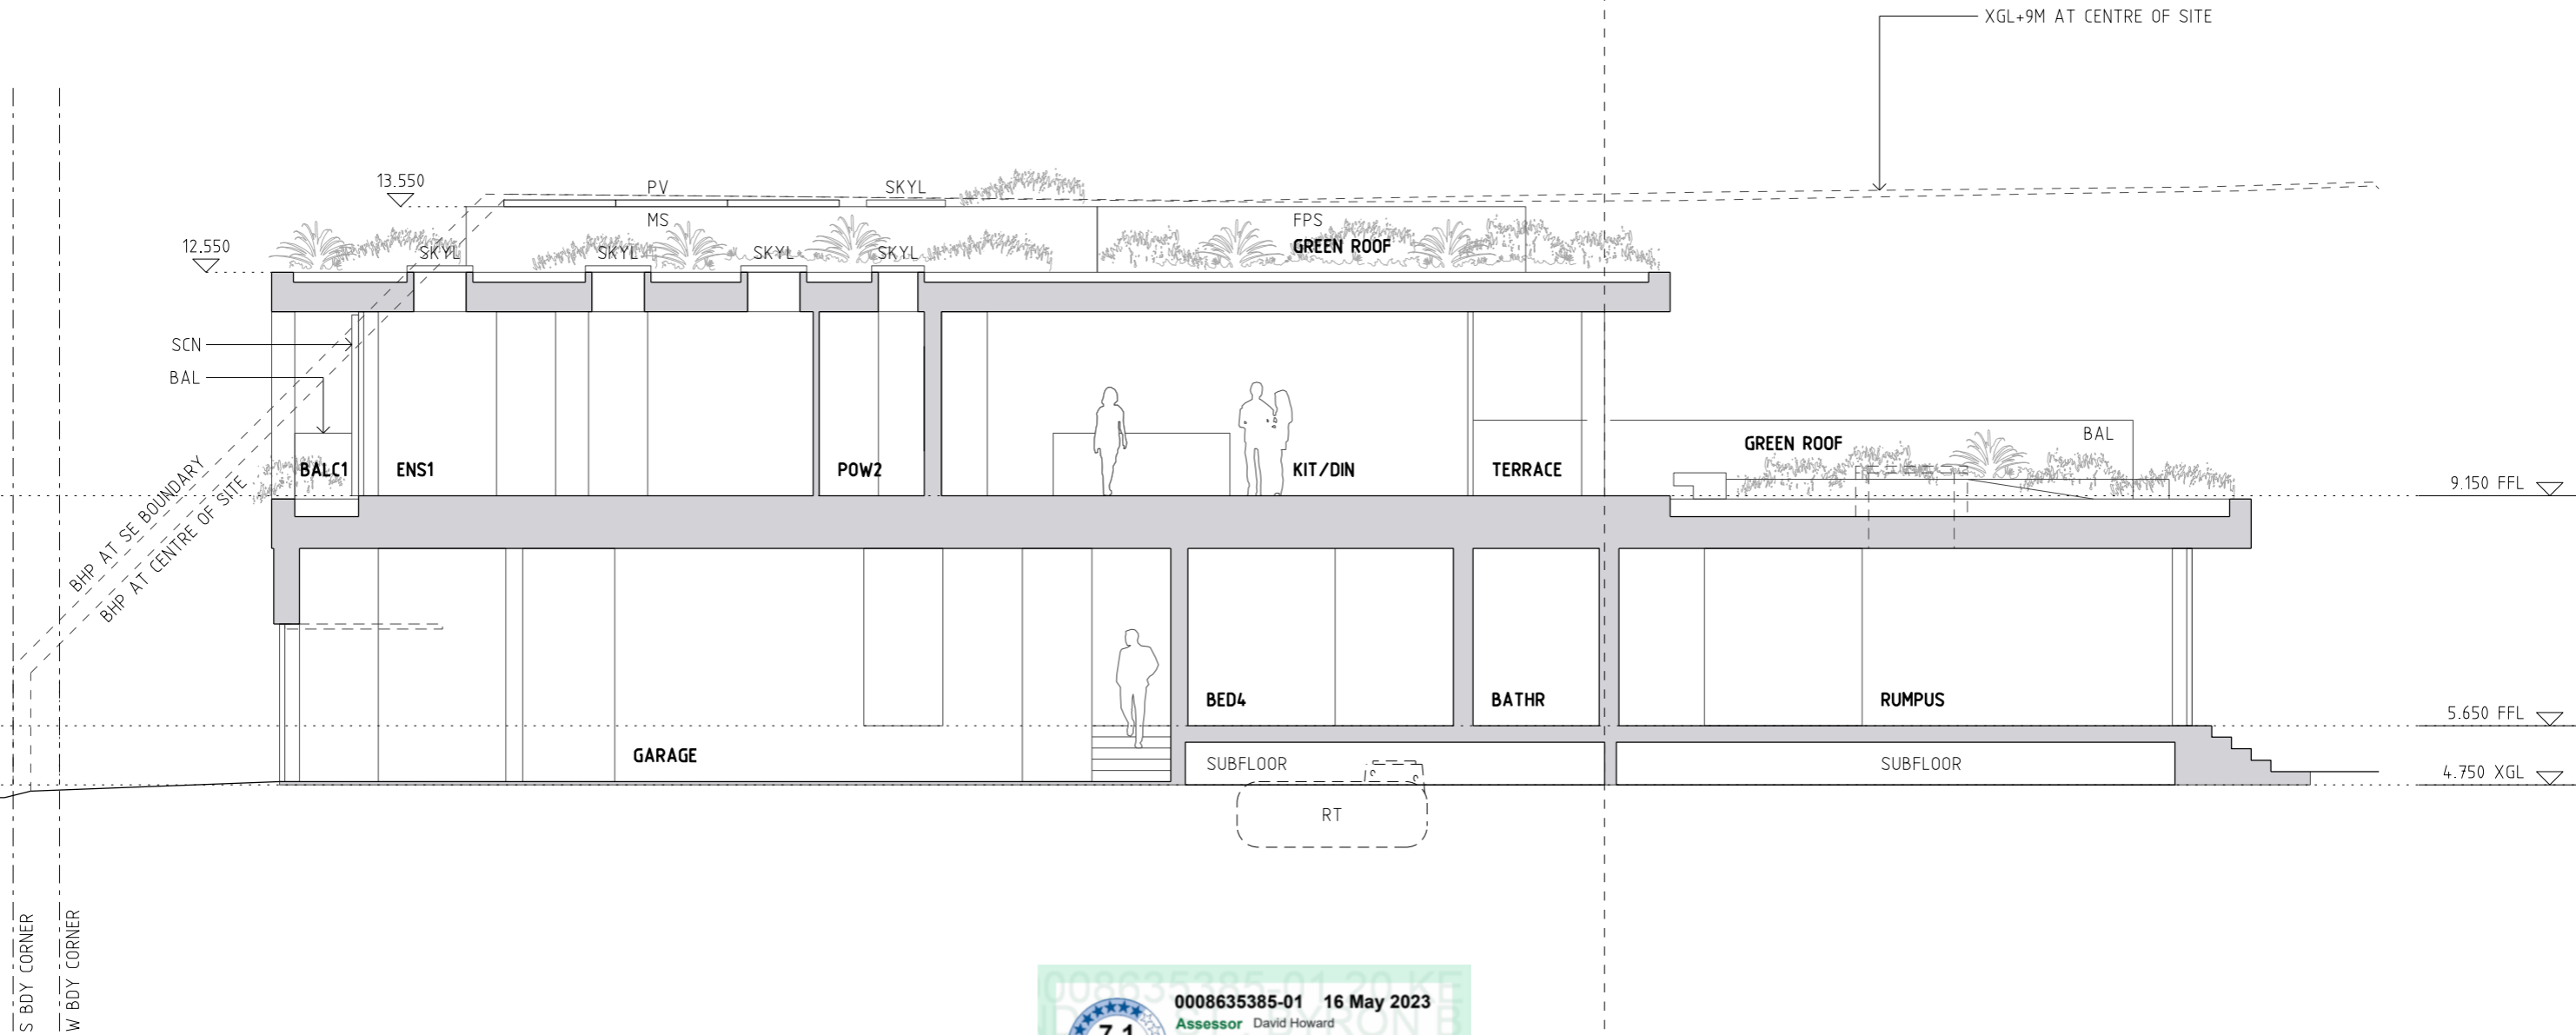 XGL+9M AT CENTRE OF SITE
13.550
PV
SKYL
MS
FPS
12.550
SKYL
SKYL
SKYL
SKYL
GREEN ROOF
SCN
BAL
BALC1
ENS1
POW2
KIT/DIN
TERRACE
GREEN ROOF
BAL
9.150 FFL
BHP AT SE BOUNDARY
BHP AT CENTRE OF SITE
BED4
BATHR
RUMPUS
5.650 FFL
GARAGE
SUBFLOOR
SUBFLOOR
4.750 XGL
RT
S BDY CORNER
W BDY CORNER
0008635385-01 16 May 2023
Assessor David Howard
7.1